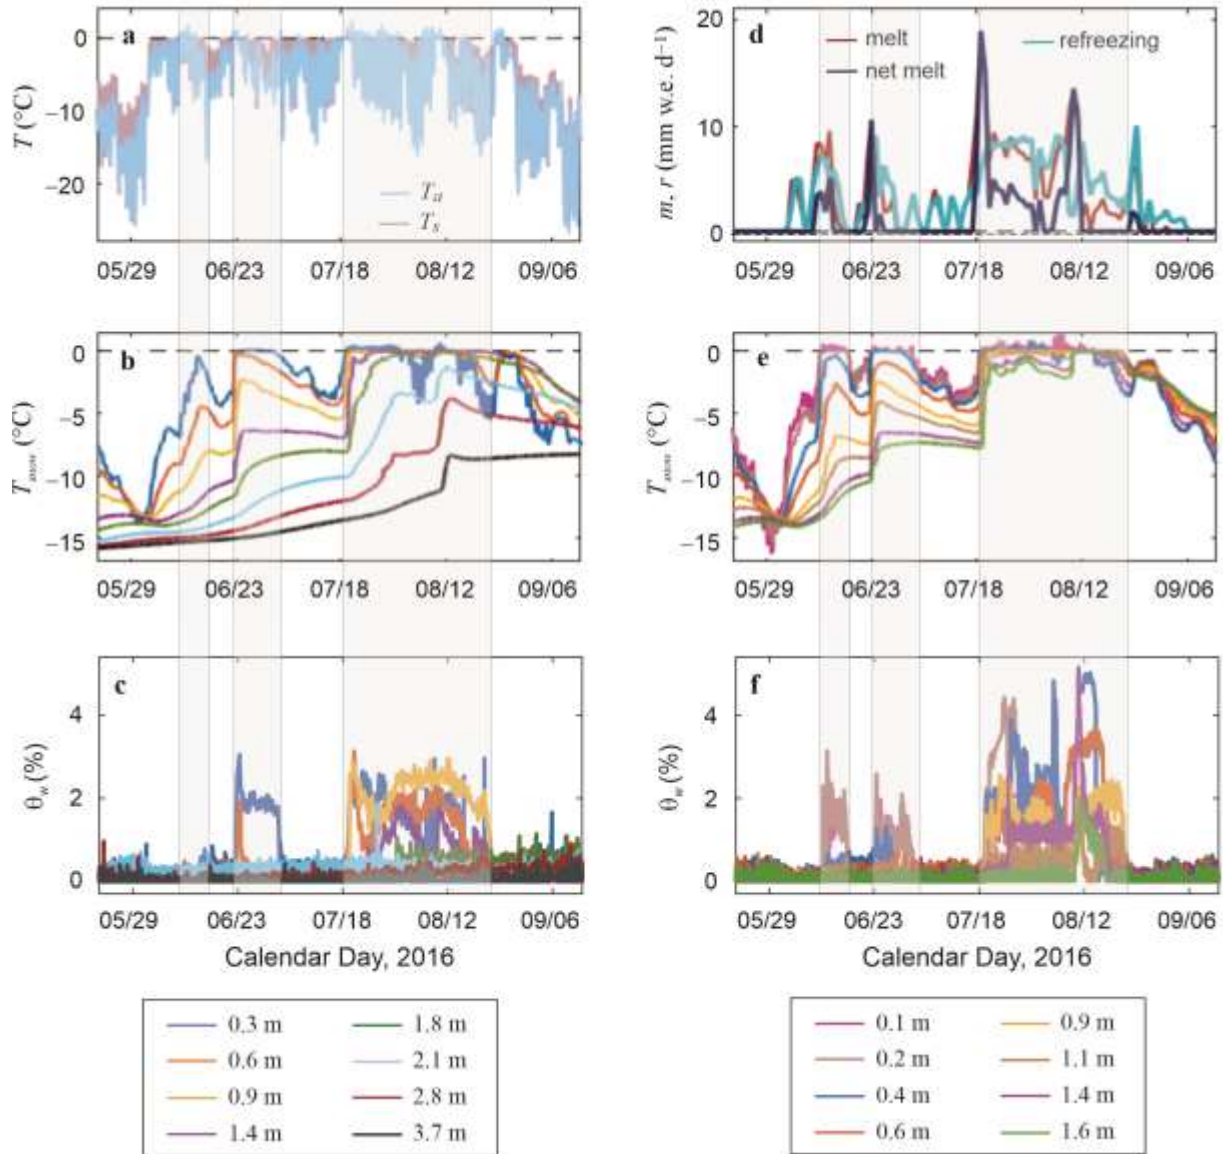 a
0
−10
−20
T (°C)
Ta
Ts
05/29 06/23 07/18 08/12 09/06
d
20
10
0
m, r (mm w.e. d⁻¹)
melt
refreezing
net melt
05/29 06/23 07/18 08/12 09/06
b
0
−5
−10
−15
(°C)
05/29 06/23 07/18 08/12 09/06
e
0
−5
−10
−15
(°C)
05/29 06/23 07/18 08/12 09/06
c
4
2
0
θw (%)
05/29 06/23 07/18 08/12 09/06
Calendar Day, 2016
f
4
2
0
θw (%)
05/29 06/23 07/18 08/12 09/06
Calendar Day, 2016
0.3 m 1.8 m
0.6 m 2.1 m
0.9 m 2.8 m
1.4 m 3.7 m
0.1 m 0.9 m
0.2 m 1.1 m
0.4 m 1.4 m
0.6 m 1.6 m